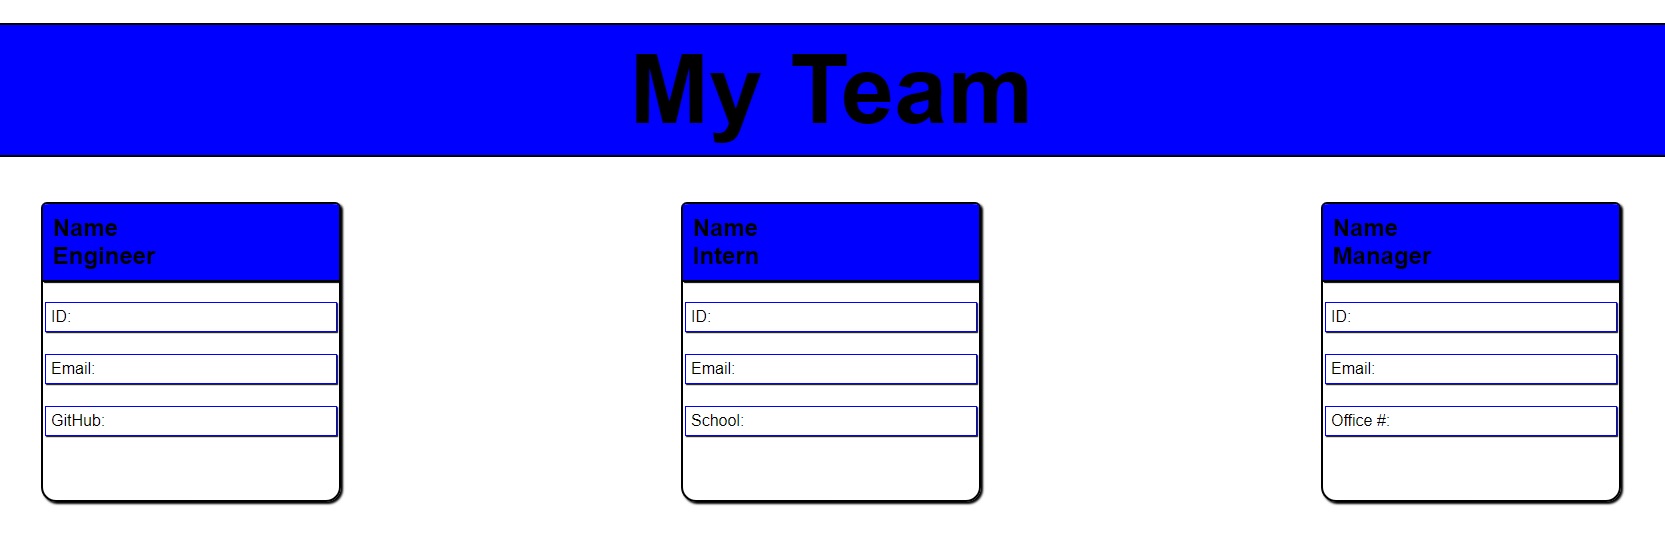 My Team
Name
Engineer
ID:
Email:
GitHub:
Name
Intern
ID:
Email:
School:
Name
Manager
ID:
Email:
Office #: